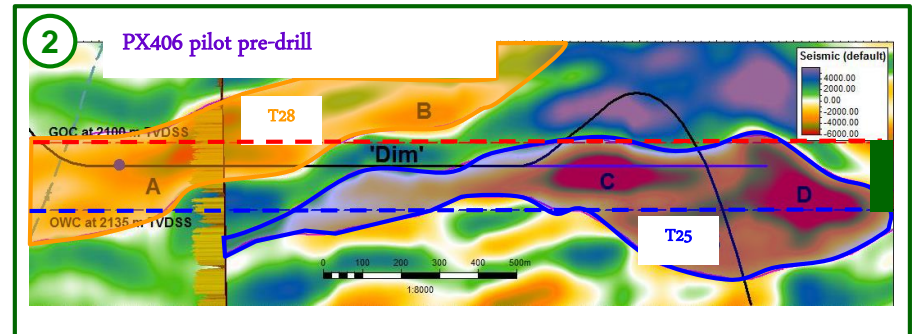 2
PX406 pilot pre-drill
Seismic (default)
4000.00
2000.00
0.00
-2000.00
-4000.00
-6000.00
T28
B
GOC at 2100 m TVDSS
'Dim'
A
C
D
OWC at 2135 m TVDSS
T25
0 100 200 300 400 500m
1:8000